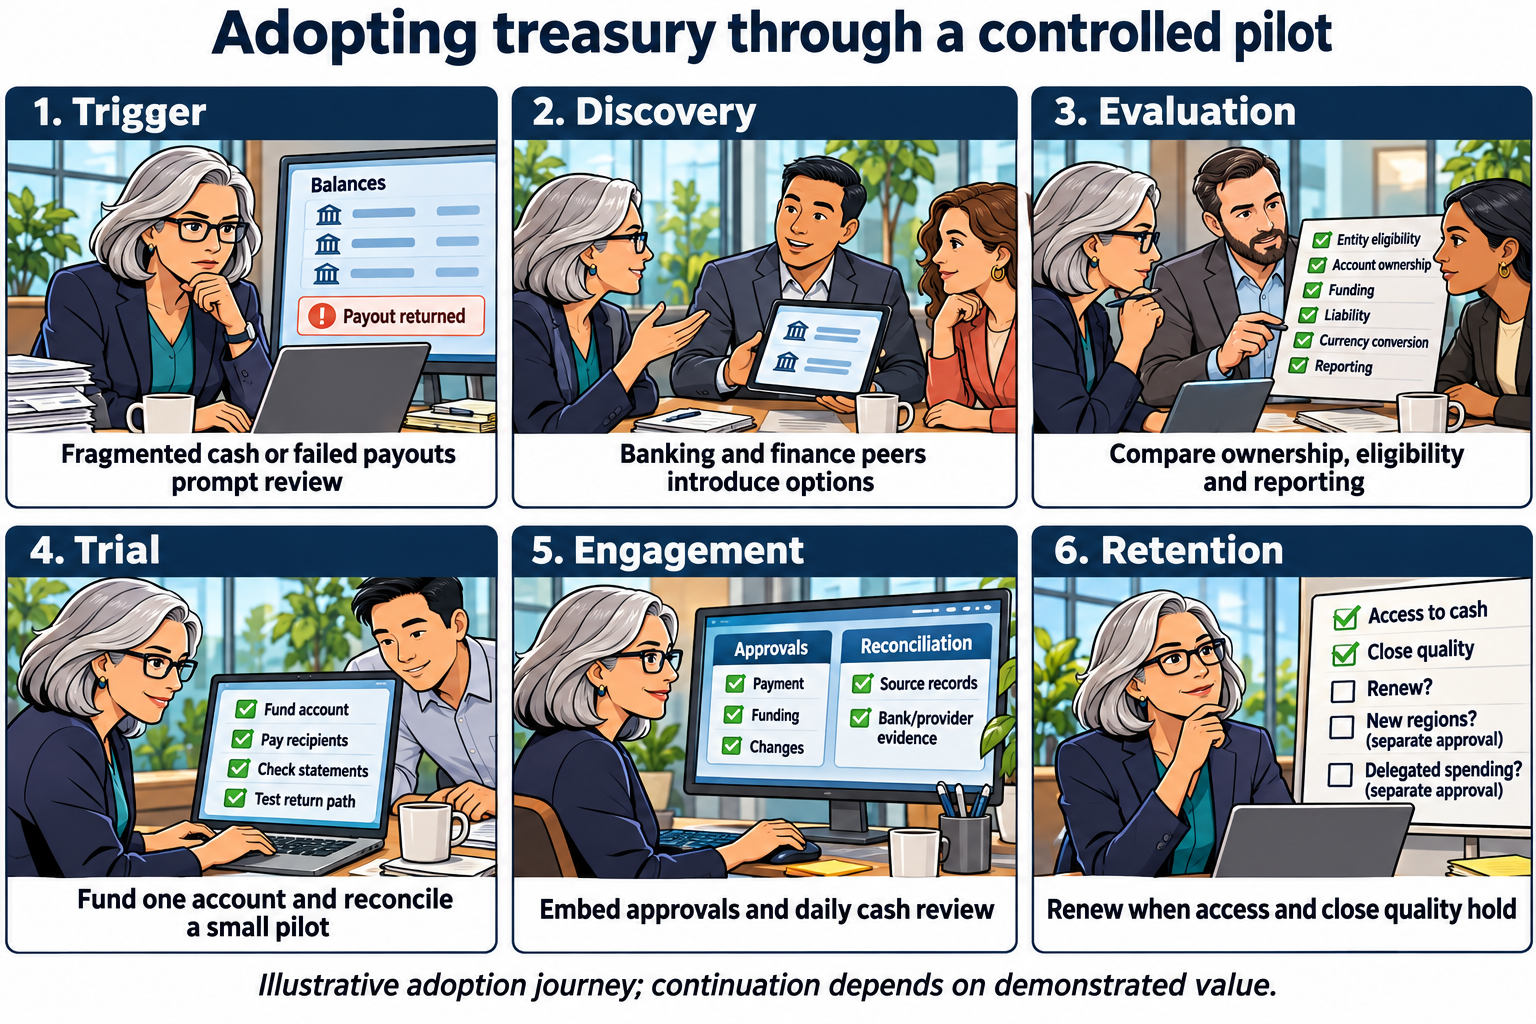 Adopting treasury through a controlled pilot
1. Trigger
Balances
Payout returned
Fragmented cash or failed payouts
prompt review
2. Discovery
Banking and finance peers
introduce options
3. Evaluation
Entity eligibility
Account ownership
Funding
Liability
Currency conversion
Reporting
Compare ownership, eligibility
and reporting
4. Trial
Fund account
Pay recipients
Check statements
Test return path
Fund one account and reconcile
a small pilot
5. Engagement
Approvals
Payment
Funding
Changes
Reconciliation
Source records
Bank/provider
evidence
Embed approvals and daily cash review
6. Retention
Access to cash
Close quality
Renew?
New regions?
(separate approval)
Delegated spending?
(separate approval)
Renew when access and close quality hold
Illustrative adoption journey; continuation depends on demonstrated value.